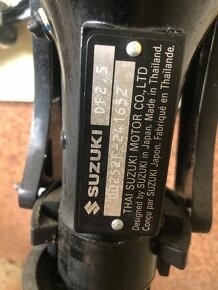 SUZUKI DF2.5
00252F-241652
THAI SUZUKI MOTOR CO.,LTD
Designed by SUZUKI in Japan. Made in Thailand.
Conçu par SUZUKI Japon. Fabriqué en Thaïlande.